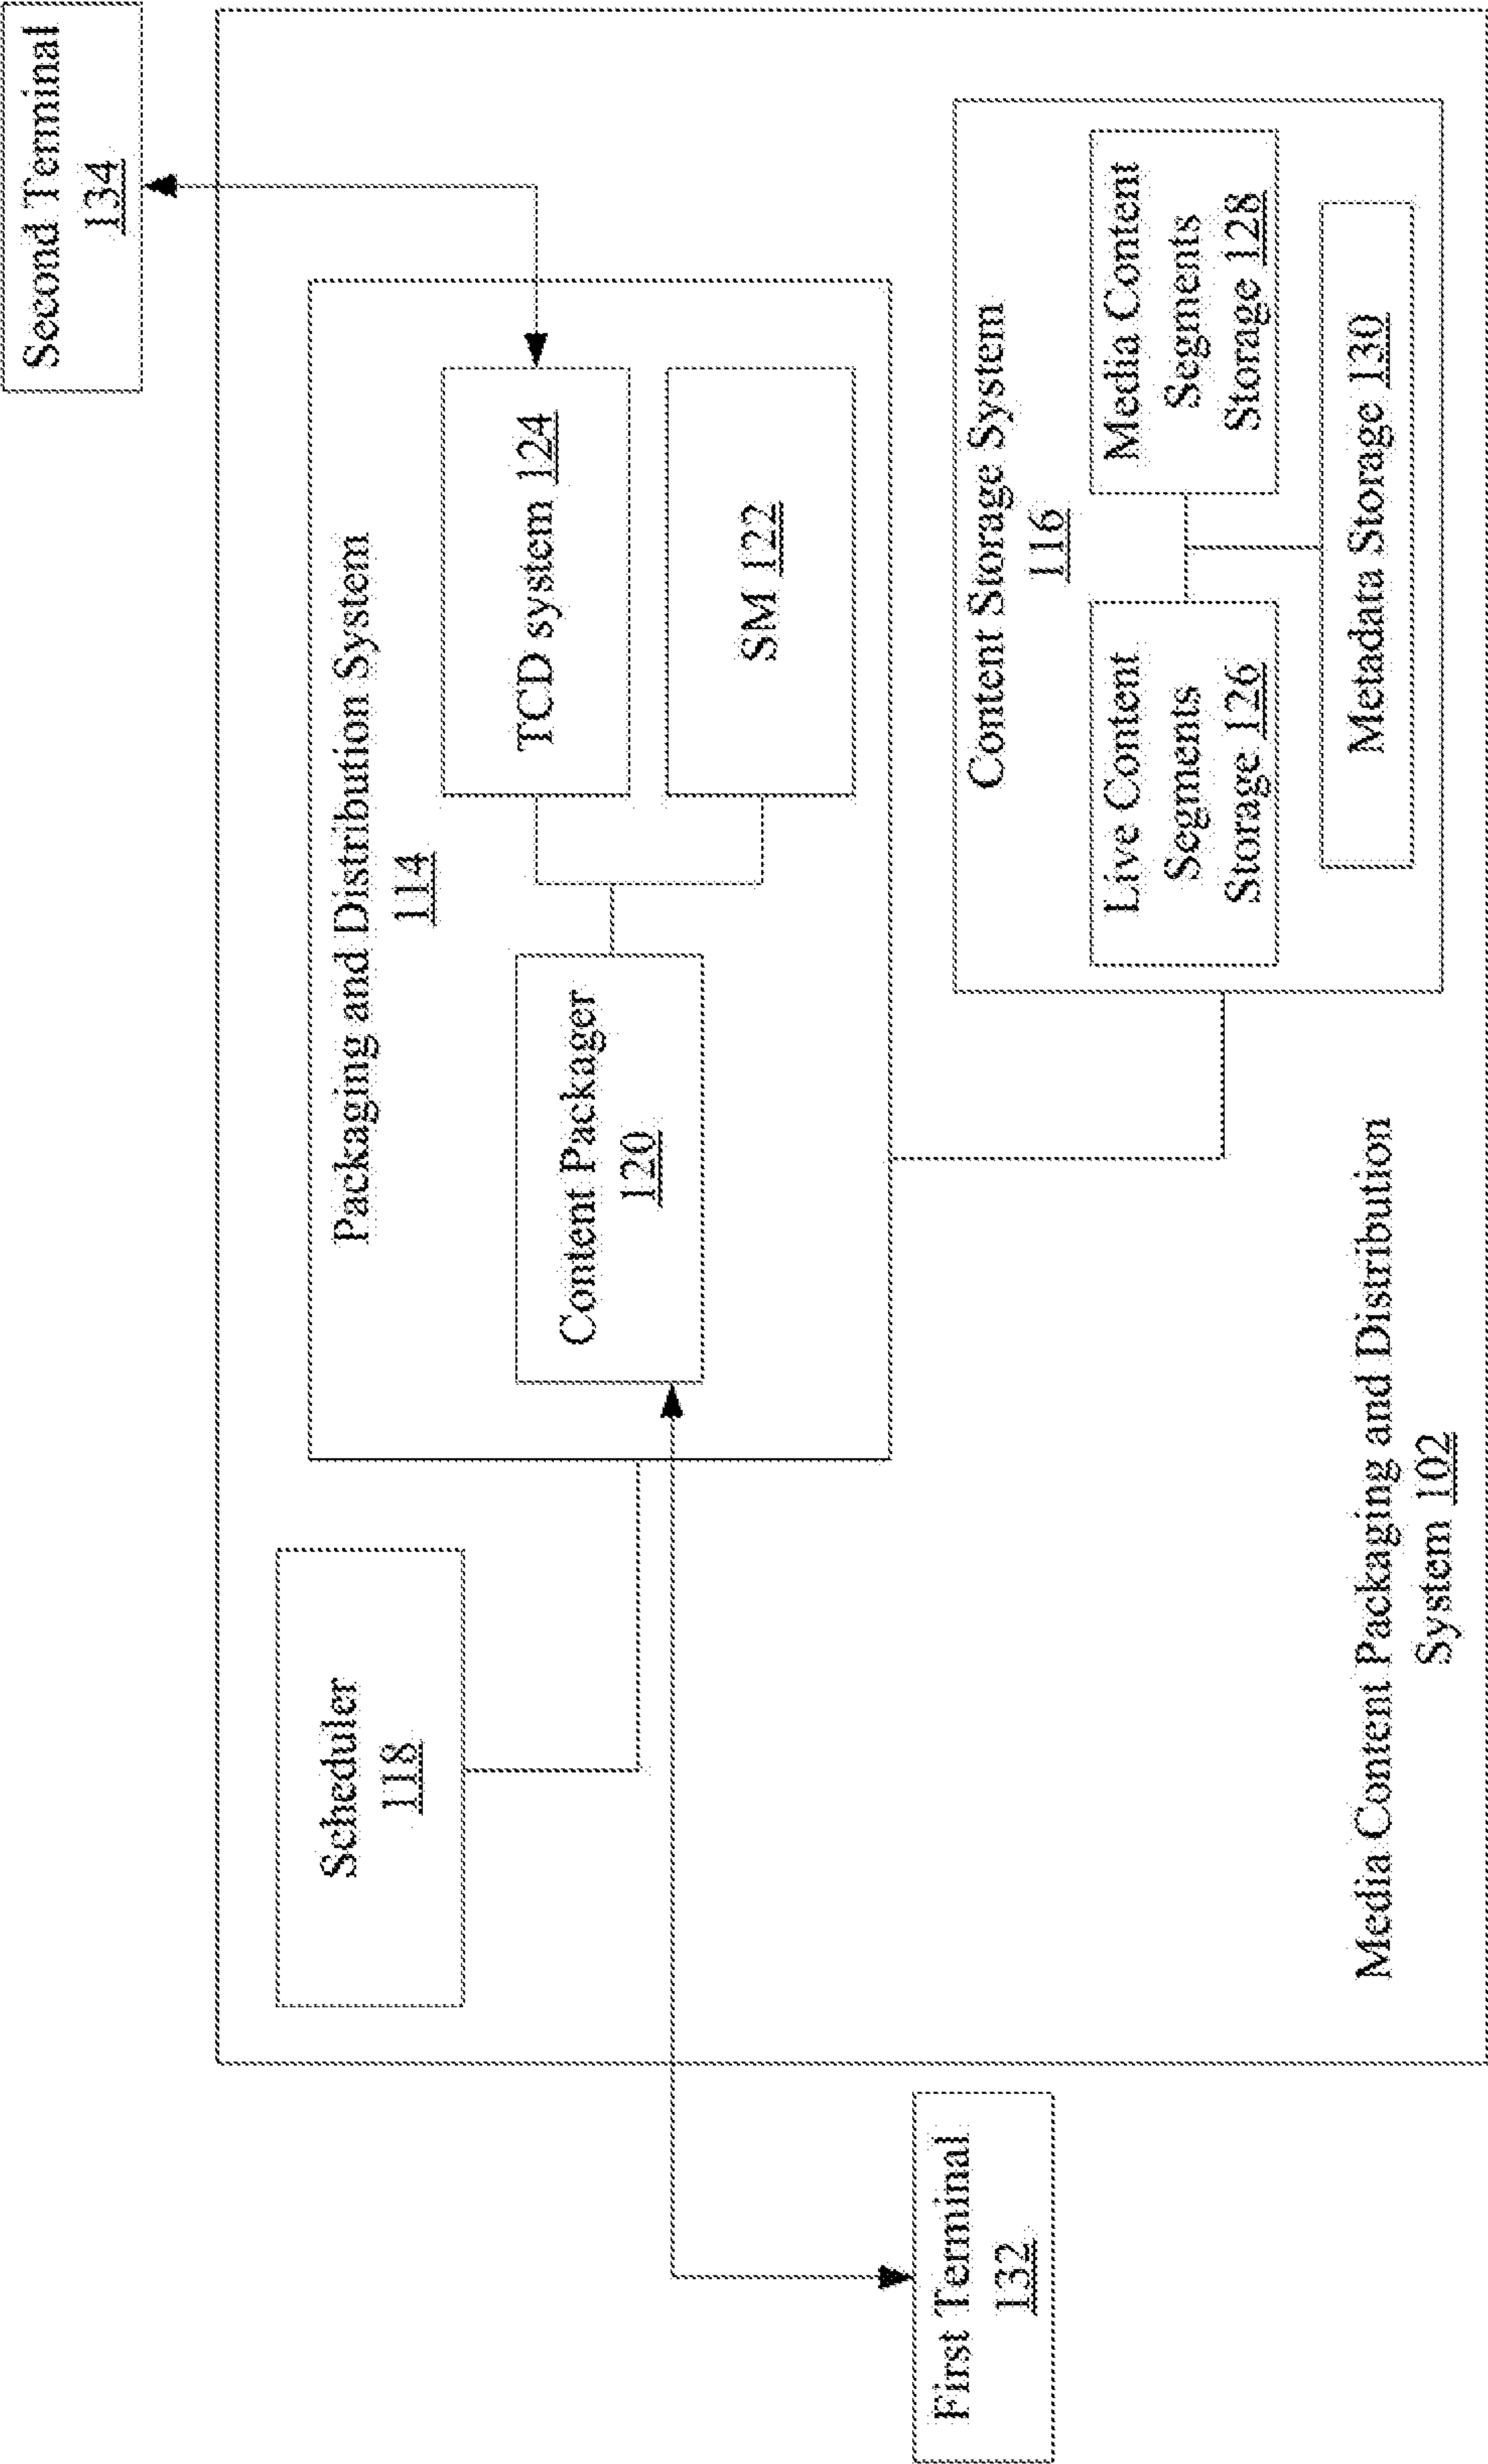 Second Terminal
134
Packaging and Distribution System
114
Scheduler
118
Content Packager
120
TCD system 124
SM 122
First Terminal
132
Content Storage System
116
Live Content
Segments
Storage 126
Media Content
Segments
Storage 128
Metadata Storage 130
Media Content Packaging and Distribution
System 102